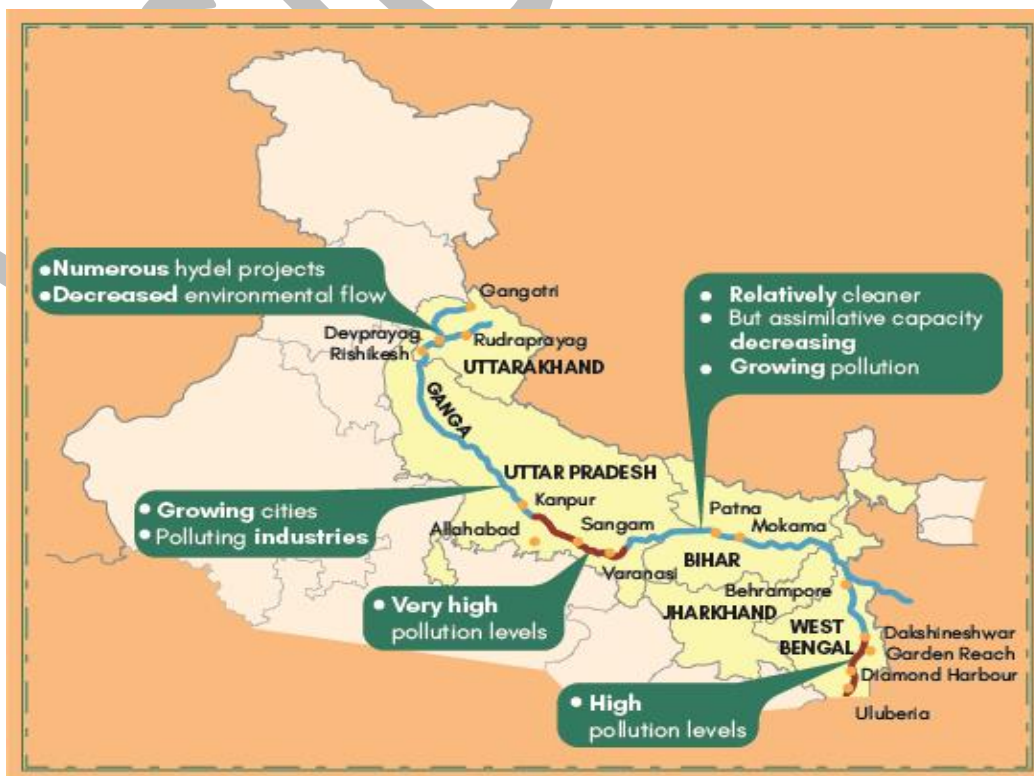 •Numerous hydel projects
•Decreased environmental flow
Gangotri
Devprayag
Rudraprayag
Rishikesh
UTTARAKHAND
• Relatively cleaner
• But assimilative capacity
decreasing
• Growing pollution
GANGA
UTTAR PRADESH
• Growing cities
• Polluting industries
Kanpur
Allahabad
Sangam
Varanasi
Patna
Mokama
BIHAR
• Very high
pollution levels
JHARKHAND
Behrampore
WEST
BENGAL
Dakshineshwar
Garden Reach
Diamond Harbour
Uluberia
• High
pollution levels